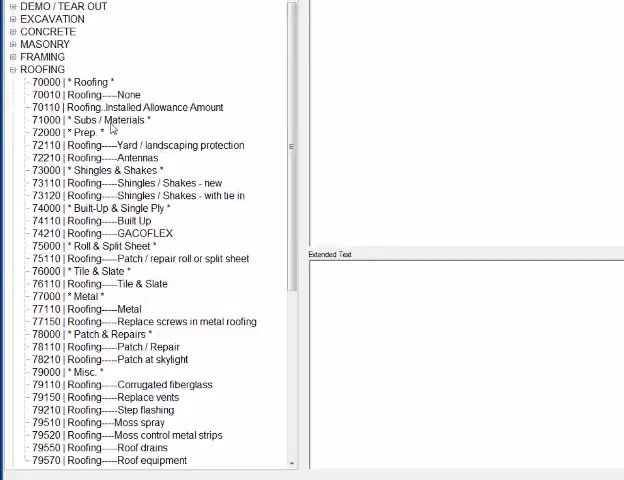 DEMO / TEAR OUT
EXCAVATION
CONCRETE
MASONRY
FRAMING
ROOFING
70000 | * Roofing *
70010 | Roofing-----None
70110 | Roofing..Installed Allowance Amount
71000 | * Subs / Materials *
72000 | * Prep. *
72110 | Roofing-----Yard / landscaping protection
72210 | Roofing-----Antennas
73000 | * Shingles & Shakes *
73110 | Roofing-----Shingles / Shakes - new
73120 | Roofing-----Shingles / Shakes - with tie in
74000 | * Built-Up & Single Ply *
74110 | Roofing-----Built Up
74210 | Roofing-----GACOFLEX
75000 | * Roll & Split Sheet *
75110 | Roofing-----Patch / repair roll or split sheet
76000 | * Tile & Slate *
76110 | Roofing-----Tile & Slate
77000 | * Metal *
77110 | Roofing-----Metal
77150 | Roofing-----Replace screws in metal roofing
78000 | * Patch & Repairs *
78110 | Roofing-----Patch / Repair
78210 | Roofing-----Patch at skylight
79000 | * Misc. *
79110 | Roofing-----Corrugated fiberglass
79150 | Roofing-----Replace vents
79210 | Roofing-----Step flashing
79510 | Roofing----Moss spray
79520 | Roofing----Moss control metal strips
79550 | Roofing-----Roof drains
79570 | Roofing-----Roof equipment
Extended Text